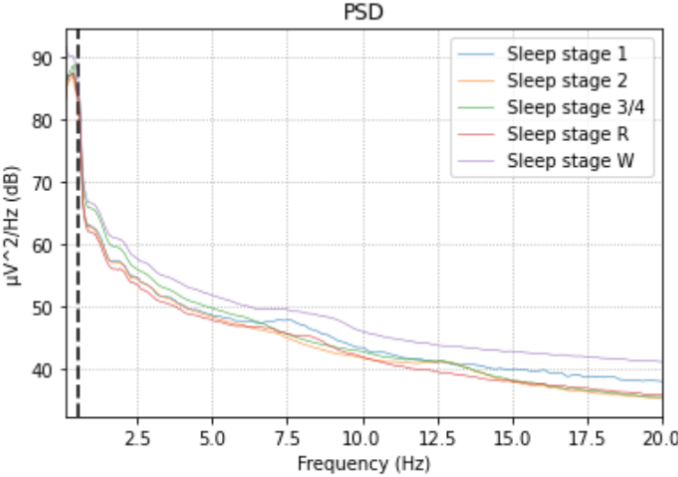 PSD
Sleep stage 1
Sleep stage 2
Sleep stage 3/4
Sleep stage R
Sleep stage W
µV^2/Hz (dB)
90
80
70
60
50
40
2.5 5.0 7.5 10.0 12.5 15.0 17.5 20.0
Frequency (Hz)